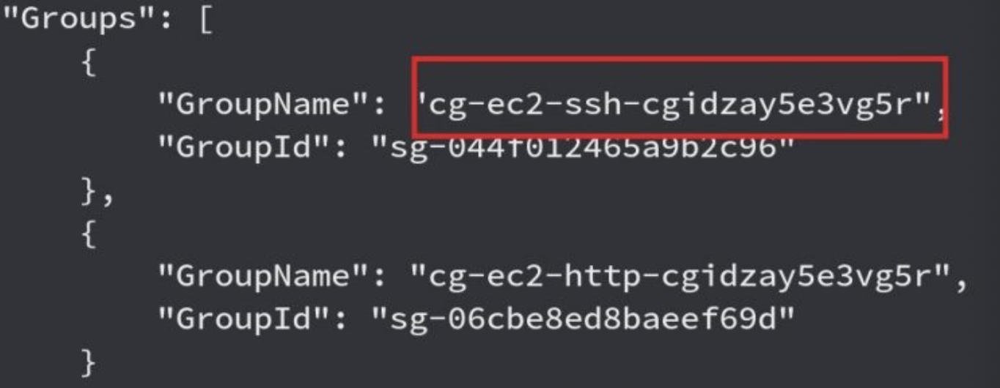 "Groups": [
{
"GroupName": "cg-ec2-ssh-cgidzay5e3vg5r",
"GroupId": "sg-044f012465a9b2c96"
},
{
"GroupName": "cg-ec2-http-cgidzay5e3vg5r",
"GroupId": "sg-06cbe8ed8baeef69d"
}